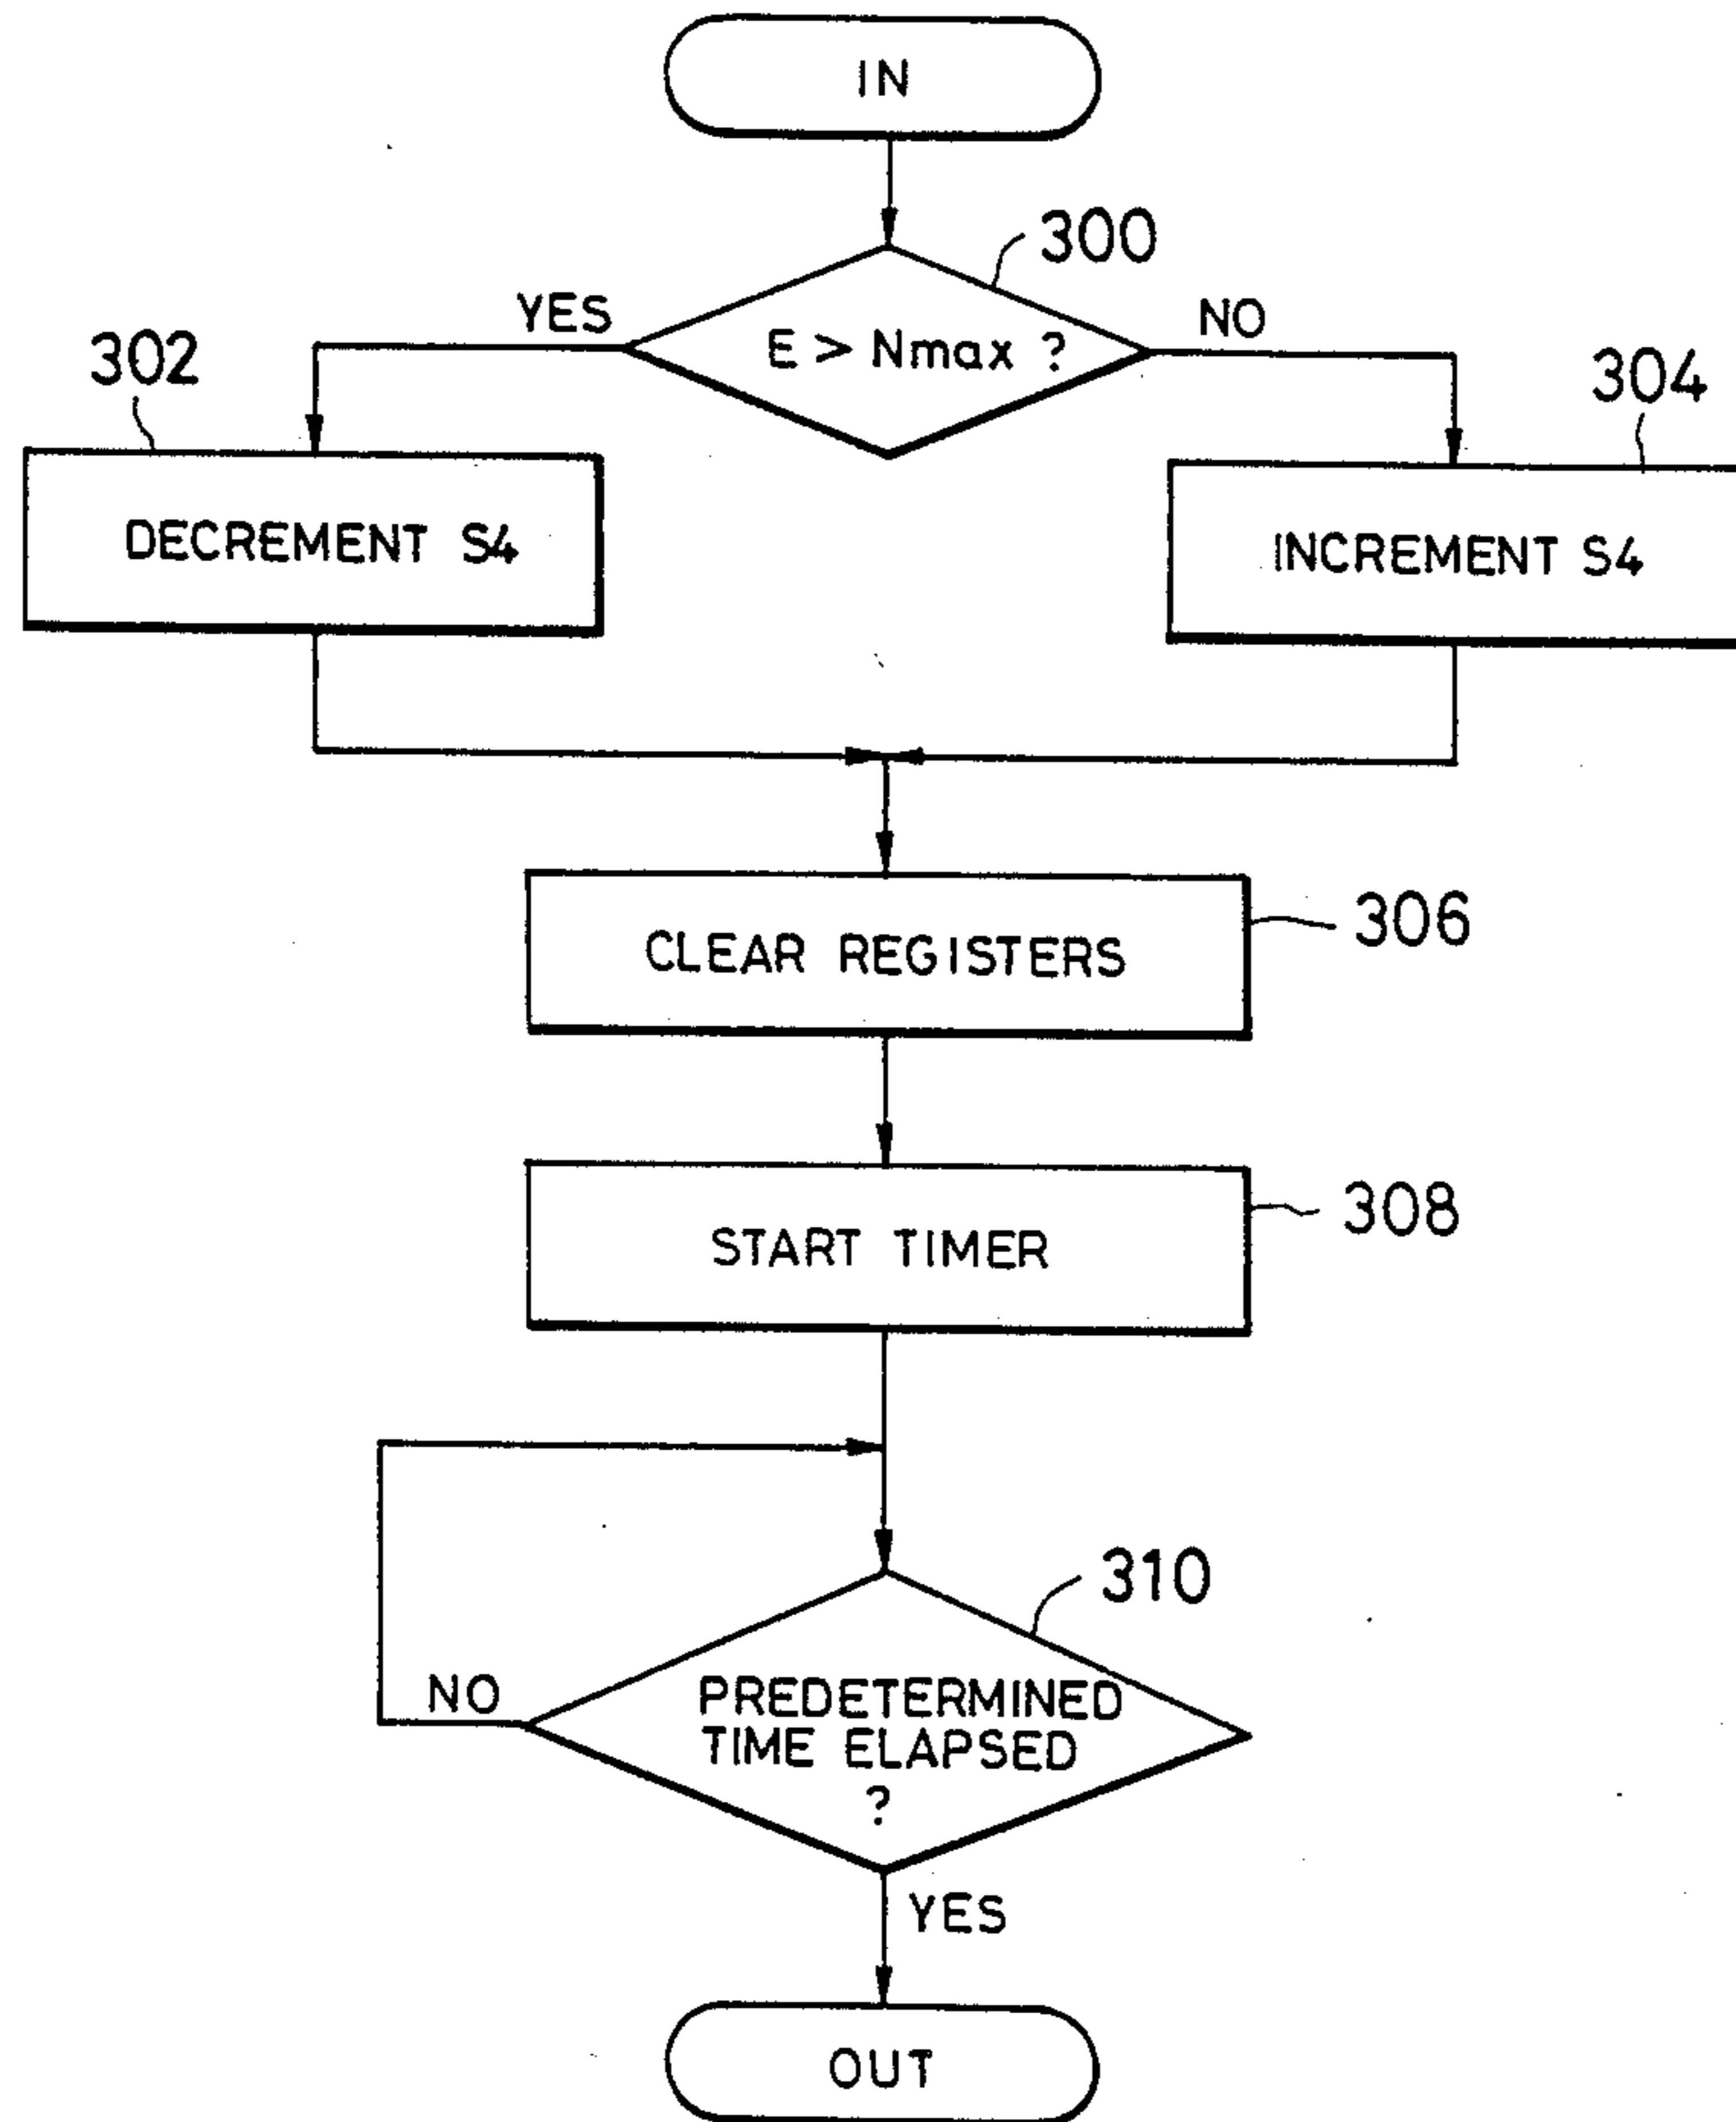 IN
300
YES
E > Nmax ?
NO
302
304
DECREMENT S4
INCREMENT S4
CLEAR REGISTERS
306
START TIMER
308
310
NO
PREDETERMINED
TIME ELAPSED
?
YES
OUT